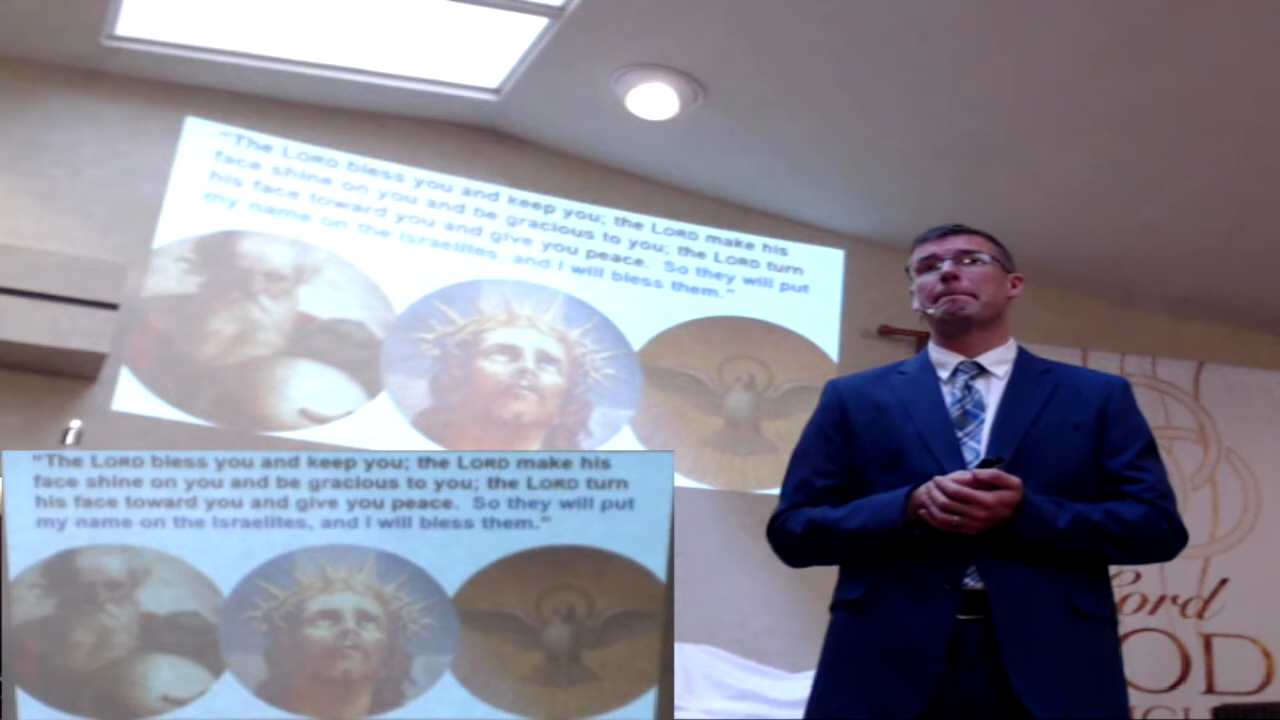 "The LORD bless you and keep you; the LORD make his
face shine on you and be gracious to you; the LORD turn
his face toward you and give you peace. So they will put
my name on the Israelites, and I will bless them."
"The LORD bless you and keep you; the LORD make his
face shine on you and be gracious to you; the LORD turn
his face toward you and give you peace. So they will put
my name on the Israelites, and I will bless them."
Lord
OD